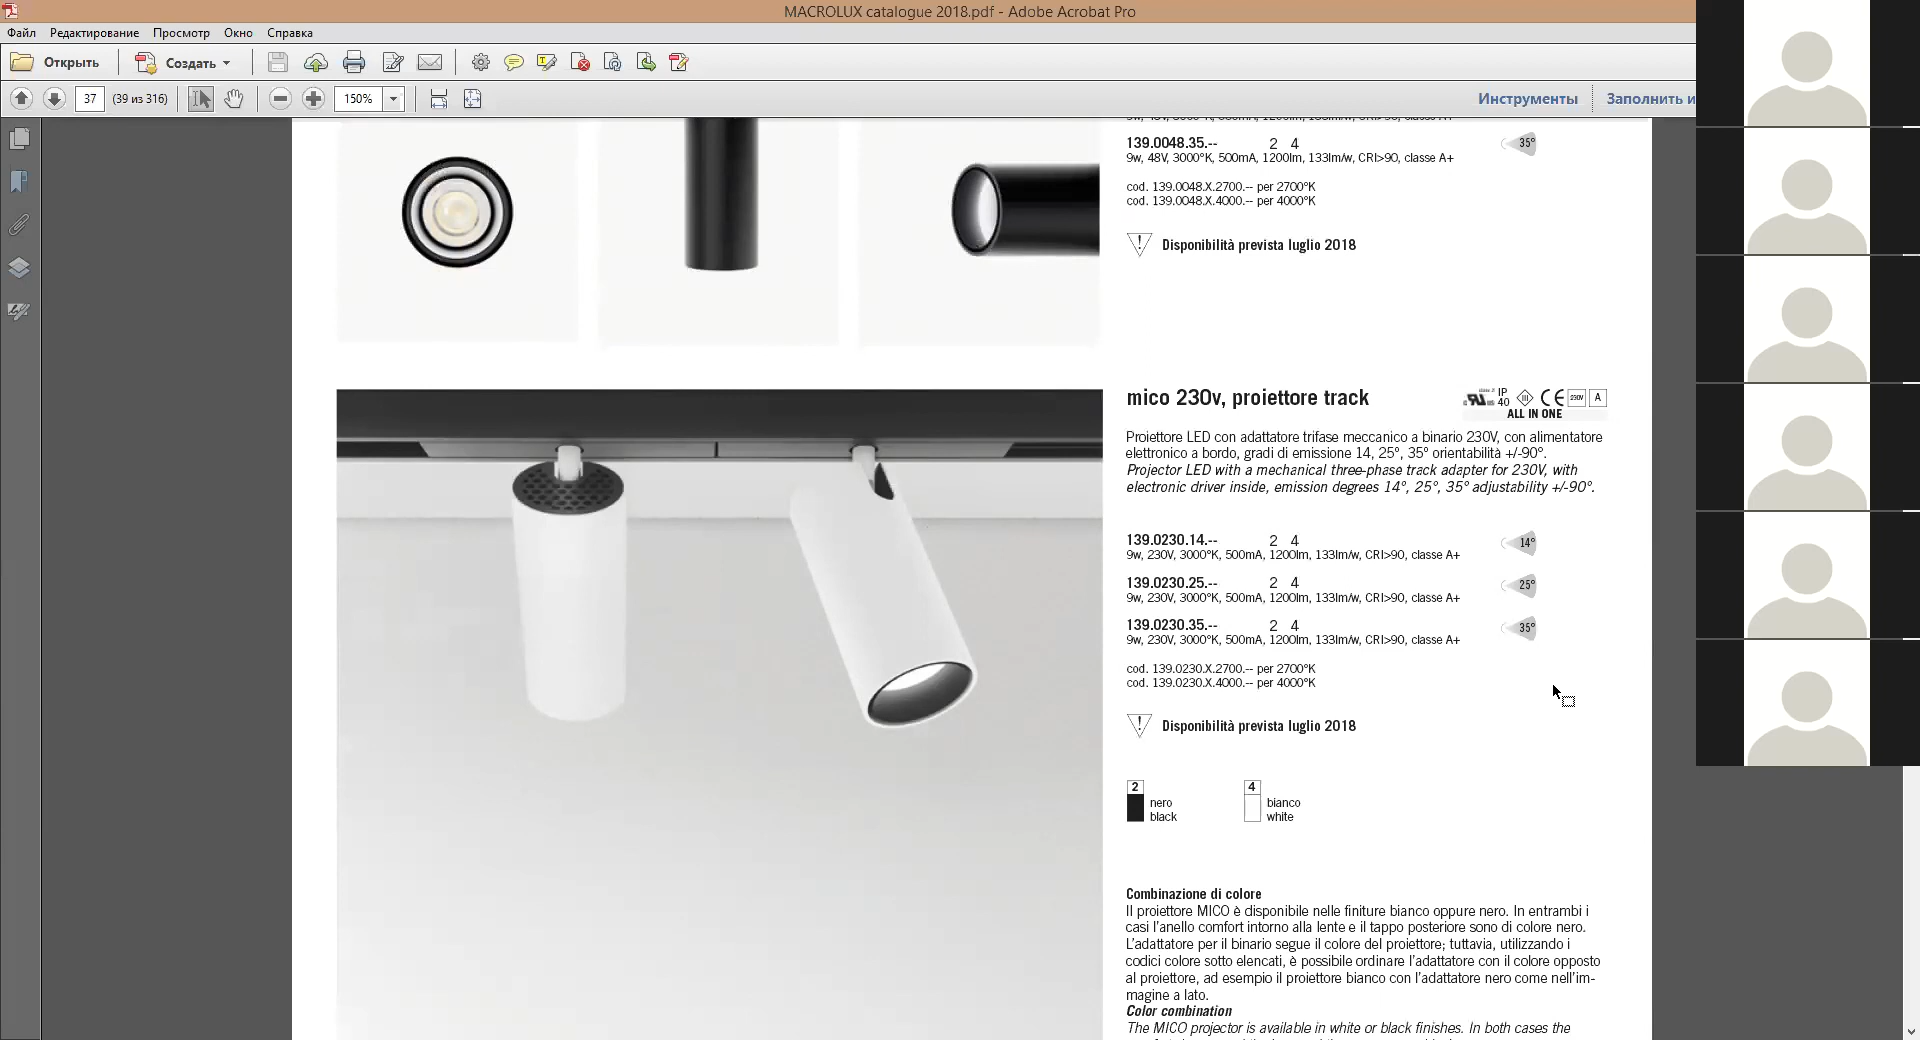 MACROLUX catalogue 2018.pdf - Adobe Acrobat Pro
Файл Редактирование Просмотр Окно Справка
Открыть Создать
37 (39 из 316) 150% Инструменты Заполнить и
139.0048.35.-- 2 4 35°
9w, 48V, 3000°K, 500mA, 1200lm, 133lm/w, CRI>90, classe A+
cod. 139.0048.X.2700.-- per 2700°K
cod. 139.0048.X.4000.-- per 4000°K
! Disponibilità prevista luglio 2018
mico 230v, proiettore track
IP 40 III CE 230V A
ALL IN ONE
Proiettore LED con adattatore trifase meccanico a binario 230V, con alimentatore
elettronico a bordo, gradi di emissione 14, 25°, 35° orientabilità +/-90°.
Projector LED with a mechanical three-phase track adapter for 230V, with
electronic driver inside, emission degrees 14°, 25°, 35° adjustability +/-90°.
139.0230.14.-- 2 4 14°
9w, 230V, 3000°K, 500mA, 1200lm, 133lm/w, CRI>90, classe A+
139.0230.25.-- 2 4 25°
9w, 230V, 3000°K, 500mA, 1200lm, 133lm/w, CRI>90, classe A+
139.0230.35.-- 2 4 35°
9w, 230V, 3000°K, 500mA, 1200lm, 133lm/w, CRI>90, classe A+
cod. 139.0230.X.2700.-- per 2700°K
cod. 139.0230.X.4000.-- per 4000°K
! Disponibilità prevista luglio 2018
2 4
nero bianco
black white
Combinazione di colore
Il proiettore MICO è disponibile nelle finiture bianco oppure nero. In entrambi i
casi l'anello comfort intorno alla lente e il tappo posteriore sono di colore nero.
L'adattatore per il binario segue il colore del proiettore; tuttavia, utilizzando i
codici colore sotto elencati, è possibile ordinare l'adattatore con il colore opposto
al proiettore, ad esempio il proiettore bianco con l'adattatore nero come nell'im-
magine a lato.
Color combination
The MICO projector is available in white or black finishes. In both cases the